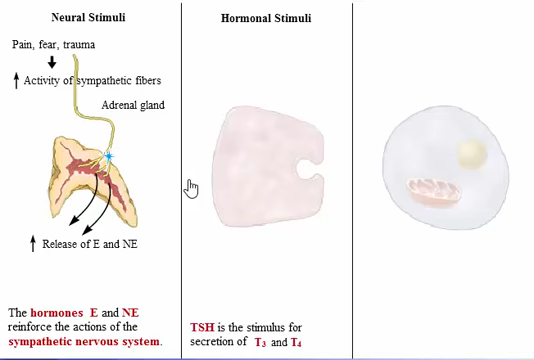 Neural Stimuli
Pain, fear, trauma
Activity of sympathetic fibers
Adrenal gland
Release of E and NE
The hormones E and NE
reinforce the actions of the
sympathetic nervous system.
Hormonal Stimuli
TSH is the stimulus for
secretion of T3 and T4